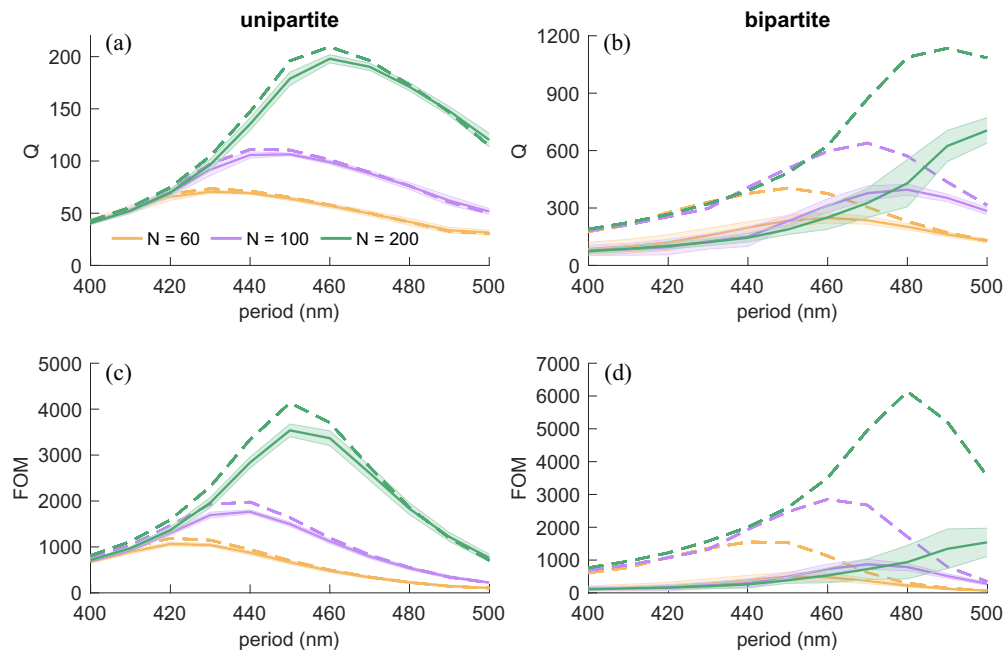 unipartite
bipartite
(a)
200
150
100
50
0
Q
N = 60
N = 100
N = 200
400 420 440 460 480 500
period (nm)
(b)
1200
900
600
300
0
Q
400 420 440 460 480 500
period (nm)
(c)
5000
4000
3000
2000
1000
0
FOM
400 420 440 460 480 500
period (nm)
(d)
7000
6000
5000
4000
3000
2000
1000
0
FOM
400 420 440 460 480 500
period (nm)